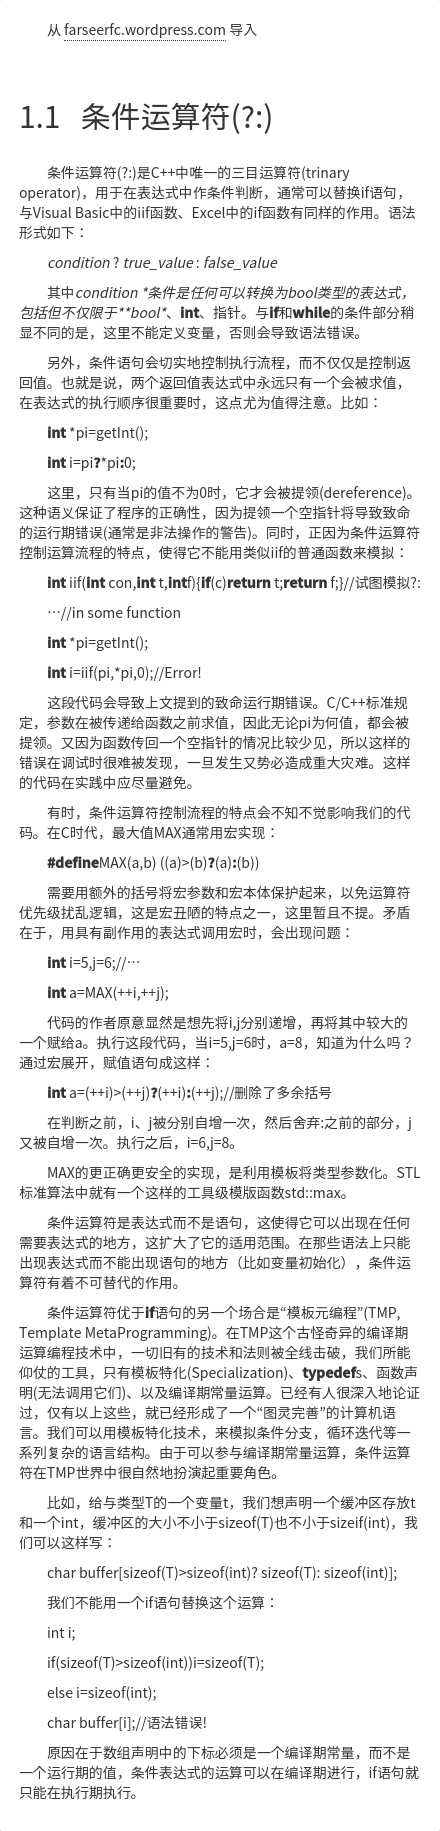 从 farseerfc.wordpress.com 导入
1.1 条件运算符(?:)
条件运算符(?:)是C++中唯一的三目运算符(trinary
operator)，用于在表达式中作条件判断，通常可以替换if语句，
与Visual Basic中的iif函数、Excel中的if函数有同样的作用。语法
形式如下：
condition ? true_value : false_value
其中condition *条件是任何可以转换为bool类型的表达式，
包括但不仅限于**bool*、int、指针。与if和while的条件部分稍
显不同的是，这里不能定义变量，否则会导致语法错误。
另外，条件语句会切实地控制执行流程，而不仅仅是控制返
回值。也就是说，两个返回值表达式中永远只有一个会被求值，
在表达式的执行顺序很重要时，这点尤为值得注意。比如：
int *pi=getInt();
int i=pi?*pi:0;
这里，只有当pi的值不为0时，它才会被提领(dereference)。
这种语义保证了程序的正确性，因为提领一个空指针将导致致命
的运行期错误(通常是非法操作的警告)。同时，正因为条件运算符
控制运算流程的特点，使得它不能用类似iif的普通函数来模拟：
int iif(int con,int t,intf){if(c)return t;return f;}//试图模拟?:
…//in some function
int *pi=getInt();
int i=iif(pi,*pi,0);//Error!
这段代码会导致上文提到的致命运行期错误。C/C++标准规
定，参数在被传递给函数之前求值，因此无论pi为何值，都会被
提领。又因为函数传回一个空指针的情况比较少见，所以这样的
错误在调试时很难被发现，一旦发生又势必造成重大灾难。这样
的代码在实践中应尽量避免。
有时，条件运算符控制流程的特点会不知不觉影响我们的代
码。在C时代，最大值MAX通常用宏实现：
#defineMAX(a,b) ((a)>(b)?(a):(b))
需要用额外的括号将宏参数和宏本体保护起来，以免运算符
优先级扰乱逻辑，这是宏丑陋的特点之一，这里暂且不提。矛盾
在于，用具有副作用的表达式调用宏时，会出现问题：
int i=5,j=6;//…
int a=MAX(++i,++j);
代码的作者原意显然是想先将i,j分别递增，再将其中较大的
一个赋给a。执行这段代码，当i=5,j=6时，a=8，知道为什么吗？
通过宏展开，赋值语句成这样：
int a=(++i)>(++j)?(++i):(++j);//删除了多余括号
在判断之前，i、j被分别自增一次，然后舍弃:之前的部分，j
又被自增一次。执行之后，i=6,j=8。
MAX的更正确更安全的实现，是利用模板将类型参数化。STL
标准算法中就有一个这样的工具级模版函数std::max。
条件运算符是表达式而不是语句，这使得它可以出现在任何
需要表达式的地方，这扩大了它的适用范围。在那些语法上只能
出现表达式而不能出现语句的地方（比如变量初始化），条件运
算符有着不可替代的作用。
条件运算符优于if语句的另一个场合是“模板元编程”(TMP,
Template MetaProgramming)。在TMP这个古怪奇异的编译期
运算编程技术中，一切旧有的技术和法则被全线击破，我们所能
仰仗的工具，只有模板特化(Specialization)、typedefs、函数声
明(无法调用它们)、以及编译期常量运算。已经有人很深入地论证
过，仅有以上这些，就已经形成了一个“图灵完善”的计算机语
言。我们可以用模板特化技术，来模拟条件分支，循环迭代等一
系列复杂的语言结构。由于可以参与编译期常量运算，条件运算
符在TMP世界中很自然地扮演起重要角色。
比如，给与类型T的一个变量t，我们想声明一个缓冲区存放t
和一个int，缓冲区的大小不小于sizeof(T)也不小于sizeif(int)，我
们可以这样写：
char buffer[sizeof(T)>sizeof(int)? sizeof(T): sizeof(int)];
我们不能用一个if语句替换这个运算：
int i;
if(sizeof(T)>sizeof(int))i=sizeof(T);
else i=sizeof(int);
char buffer[i];//语法错误!
原因在于数组声明中的下标必须是一个编译期常量，而不是
一个运行期的值，条件表达式的运算可以在编译期进行，if语句就
只能在执行期执行。